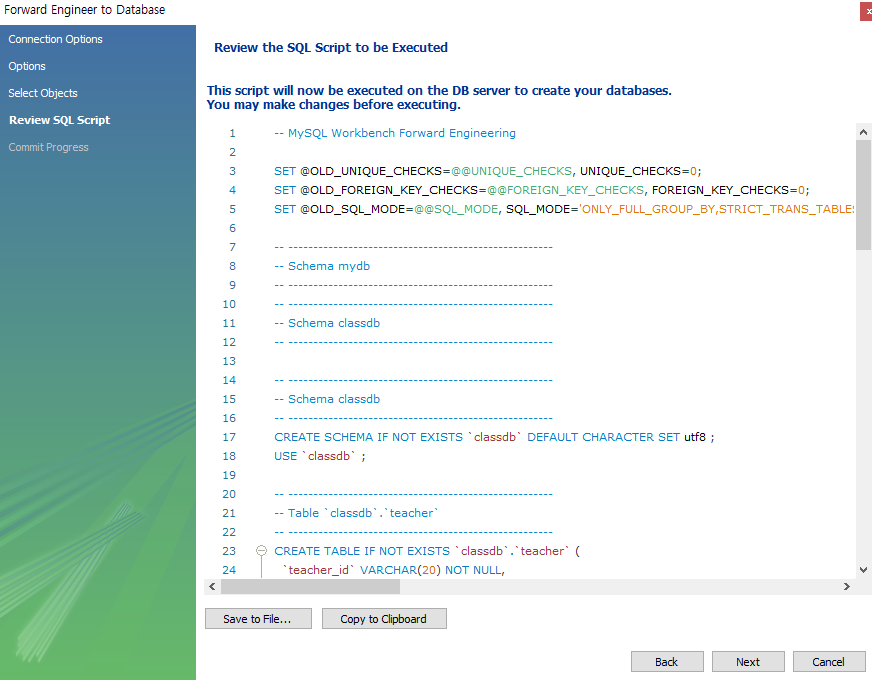 Forward Engineer to Database
x
Connection Options
Options
Select Objects
Review SQL Script
Commit Progress
Review the SQL Script to be Executed
This script will now be executed on the DB server to create your databases.
You may make changes before executing.
1 -- MySQL Workbench Forward Engineering
2
3 SET @OLD_UNIQUE_CHECKS=@@UNIQUE_CHECKS, UNIQUE_CHECKS=0;
4 SET @OLD_FOREIGN_KEY_CHECKS=@@FOREIGN_KEY_CHECKS, FOREIGN_KEY_CHECKS=0;
5 SET @OLD_SQL_MODE=@@SQL_MODE, SQL_MODE='ONLY_FULL_GROUP_BY,STRICT_TRANS_TABLES
6
7 -- -----------------------------------------------------
8 -- Schema mydb
9 -- -----------------------------------------------------
10 -- -----------------------------------------------------
11 -- Schema classdb
12 -- -----------------------------------------------------
13
14 -- -----------------------------------------------------
15 -- Schema classdb
16 -- -----------------------------------------------------
17 CREATE SCHEMA IF NOT EXISTS `classdb` DEFAULT CHARACTER SET utf8 ;
18 USE `classdb` ;
19
20 -- -----------------------------------------------------
21 -- Table `classdb`.`teacher`
22 -- -----------------------------------------------------
23 CREATE TABLE IF NOT EXISTS `classdb`.`teacher` (
24 `teacher_id` VARCHAR(20) NOT NULL,
Save to File...
Copy to Clipboard
Back
Next
Cancel